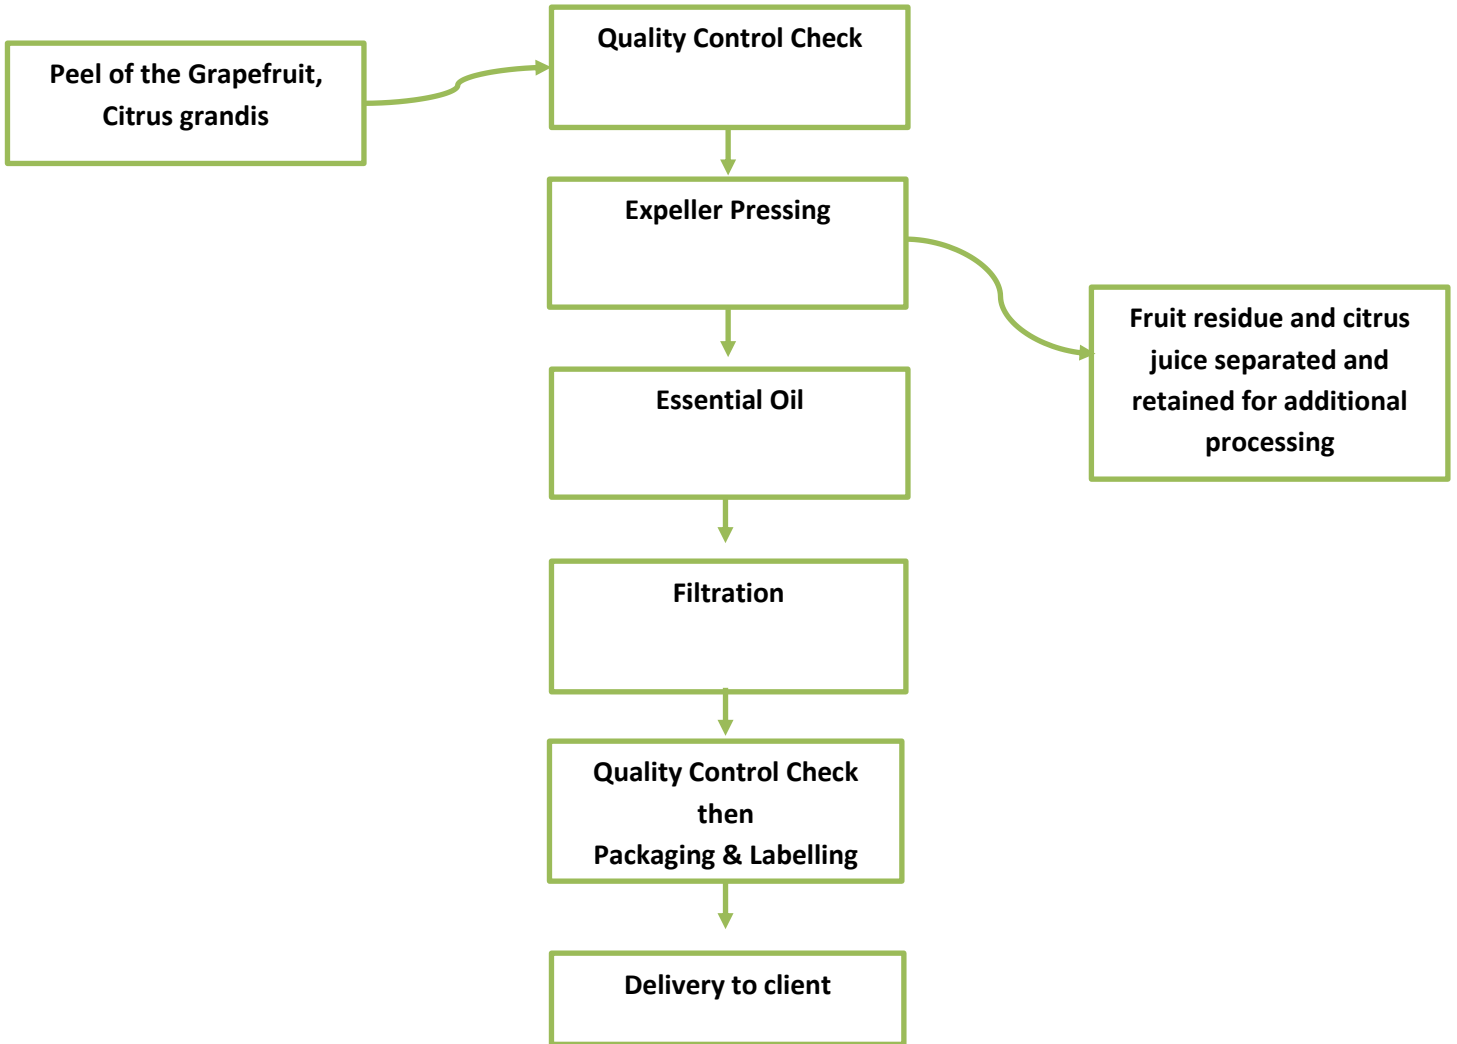 Peel of the Grapefruit,
Citrus grandis
Quality Control Check
Expeller Pressing
Fruit residue and citrus
juice separated and
retained for additional
processing
Essential Oil
Filtration
Quality Control Check
then
Packaging & Labelling
Delivery to client